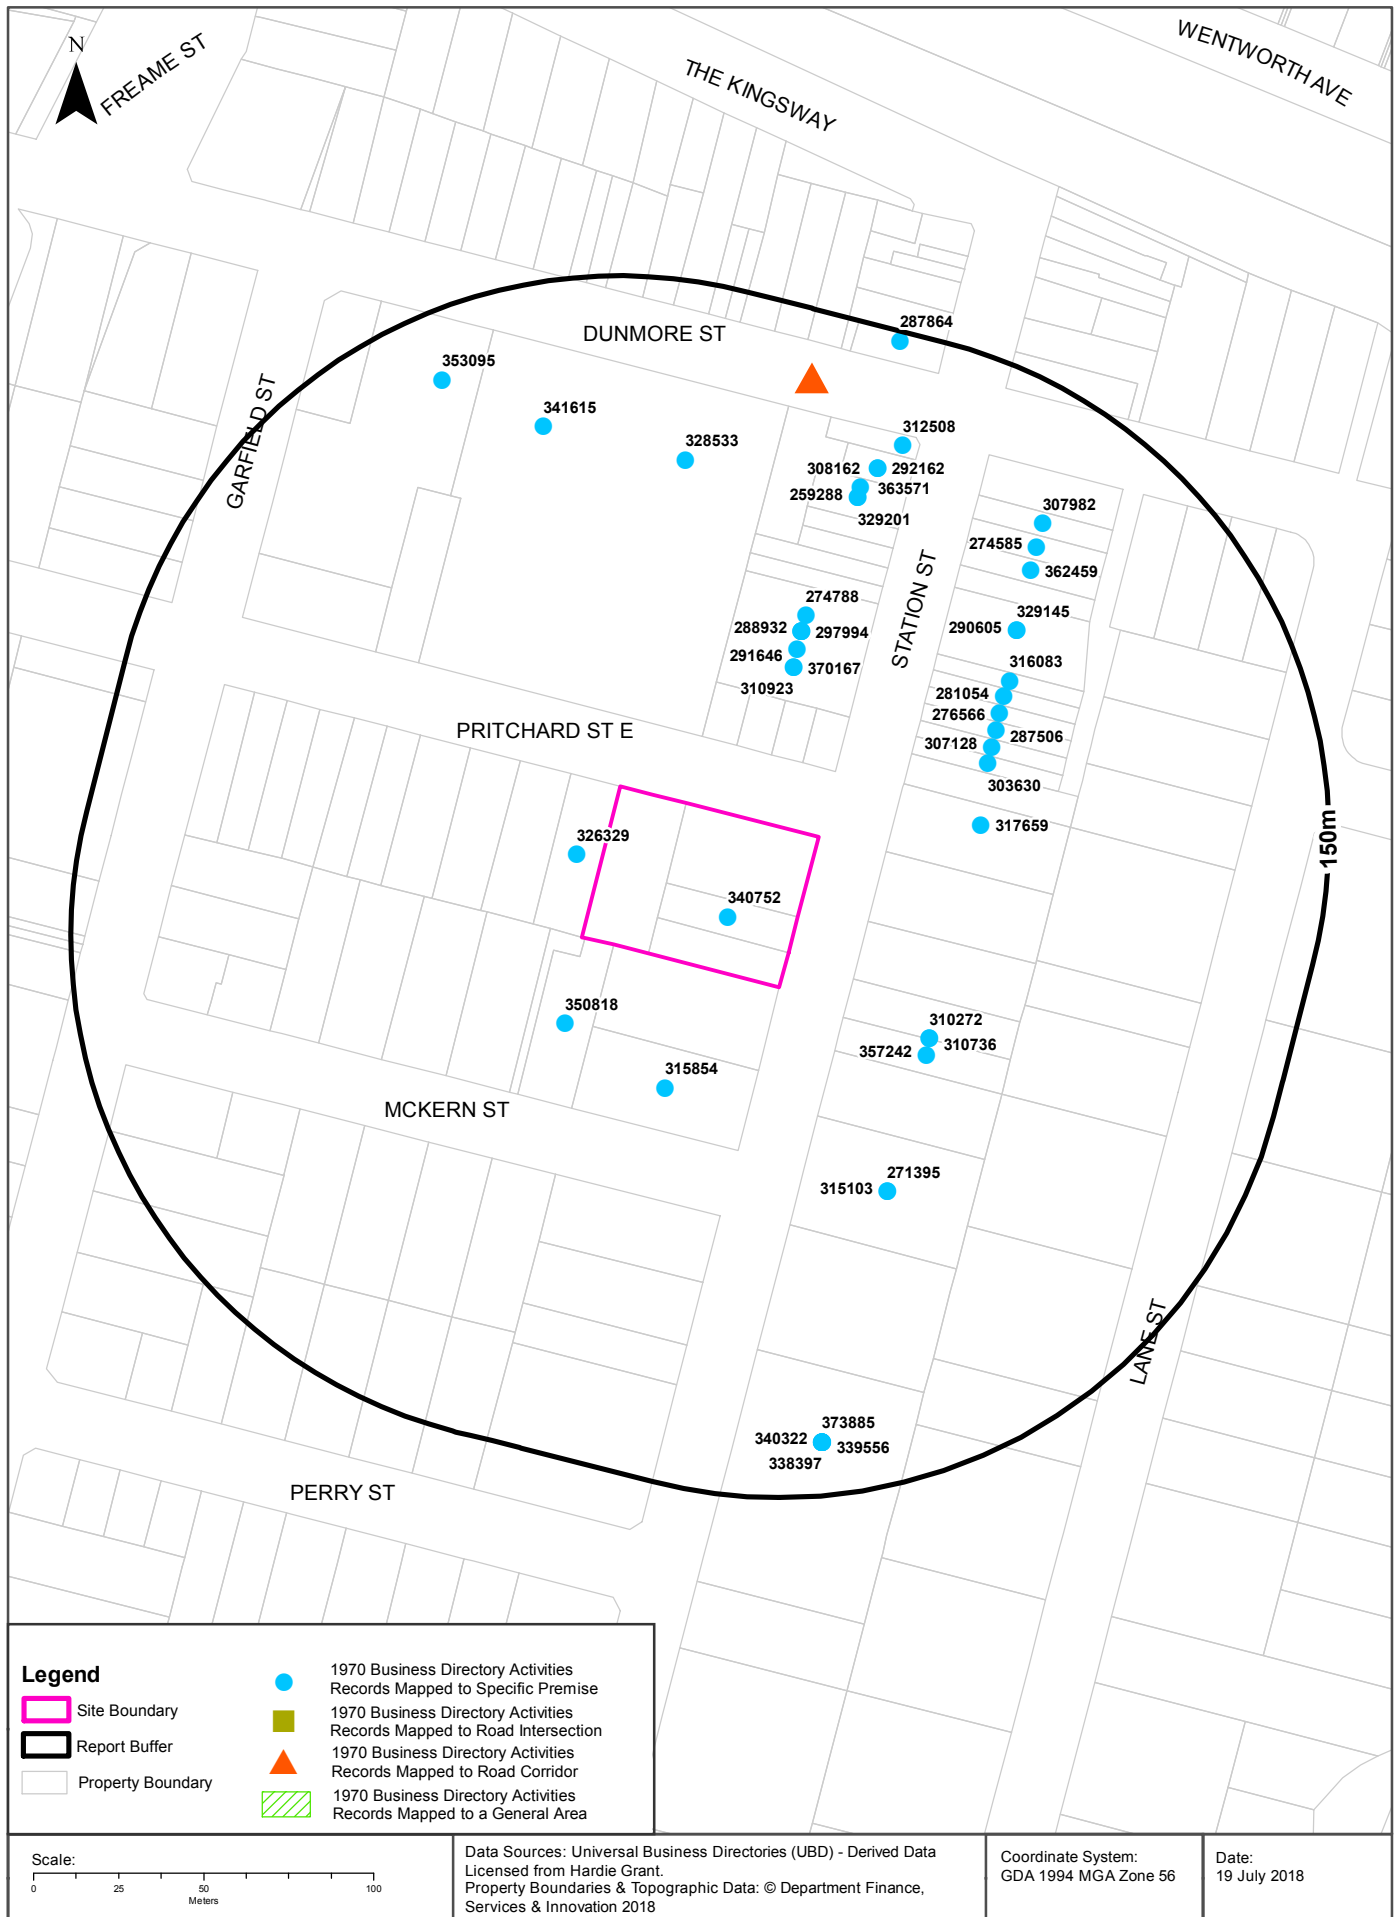 N
FREAME ST
THE KINGSWAY
WENTWORTH AVE
DUNMORE ST
287864
353095
GARFIELD ST
341615
328533
312508
308162
292162
363571
259288
329201
307982
274585
362459
STATION ST
274788
288932
297994
291646
370167
310923
329145
290605
316083
281054
276566
287506
307128
303630
PRITCHARD ST E
317659
150m
326329
340752
350818
310272
310736
357242
315854
MCKERN ST
271395
315103
LANE ST
373885
340322
339556
338397
PERRY ST
Legend
Site Boundary
Report Buffer
Property Boundary
1970 Business Directory Activities
Records Mapped to Specific Premise
1970 Business Directory Activities
Records Mapped to Road Intersection
1970 Business Directory Activities
Records Mapped to Road Corridor
1970 Business Directory Activities
Records Mapped to a General Area
Scale:
0 25 50 100
Meters
Data Sources: Universal Business Directories (UBD) - Derived Data
Licensed from Hardie Grant.
Property Boundaries & Topographic Data: © Department Finance,
Services & Innovation 2018
Coordinate System:
GDA 1994 MGA Zone 56
Date:
19 July 2018